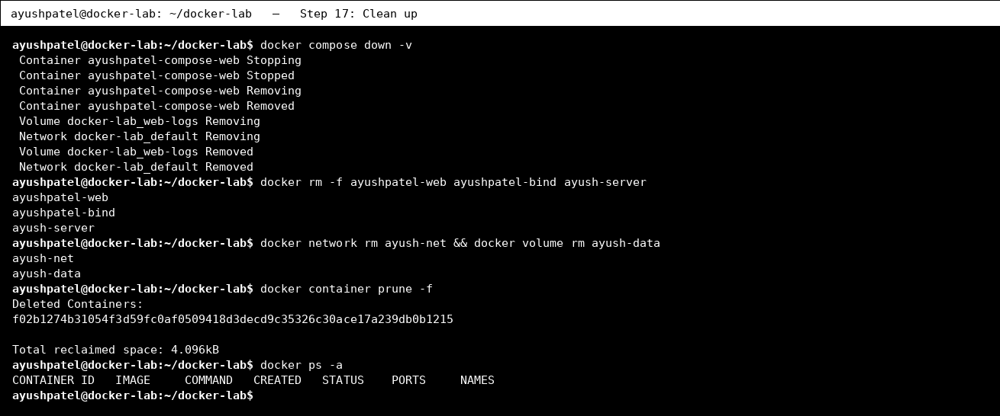 ayushpatel@docker-lab: ~/docker-lab — Step 17: Clean up
ayushpatel@docker-lab:~/docker-lab$ docker compose down -v
Container ayushpatel-compose-web Stopping
Container ayushpatel-compose-web Stopped
Container ayushpatel-compose-web Removing
Container ayushpatel-compose-web Removed
Volume docker-lab_web-logs Removing
Network docker-lab_default Removing
Volume docker-lab_web-logs Removed
Network docker-lab_default Removed
ayushpatel@docker-lab:~/docker-lab$ docker rm -f ayushpatel-web ayushpatel-bind ayush-server
ayushpatel-web
ayushpatel-bind
ayush-server
ayushpatel@docker-lab:~/docker-lab$ docker network rm ayush-net && docker volume rm ayush-data
ayush-net
ayush-data
ayushpatel@docker-lab:~/docker-lab$ docker container prune -f
Deleted Containers:
f02b1274b31054f3d59fc0af0509418d3decd9c35326c30ace17a239db0b1215
Total reclaimed space: 4.096kB
ayushpatel@docker-lab:~/docker-lab$ docker ps -a
CONTAINER ID   IMAGE     COMMAND   CREATED   STATUS    PORTS     NAMES
ayushpatel@docker-lab:~/docker-lab$